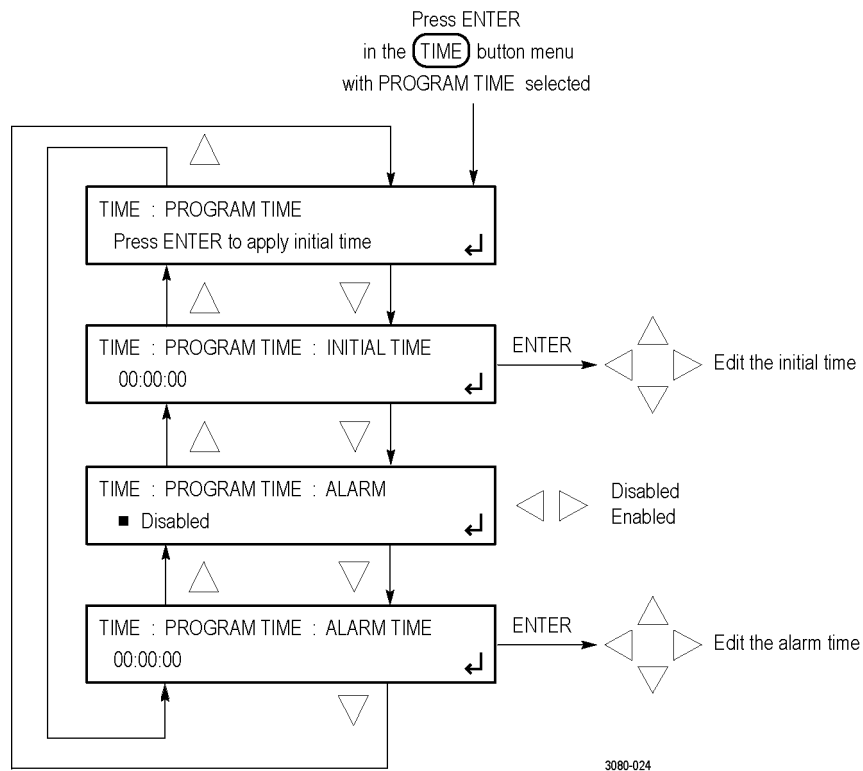 Press ENTER
in the TIME button menu
with PROGRAM TIME selected
TIME : PROGRAM TIME
Press ENTER to apply initial time
TIME : PROGRAM TIME : INITIAL TIME
00:00:00
ENTER
Edit the initial time
TIME : PROGRAM TIME : ALARM
■ Disabled
Disabled
Enabled
TIME : PROGRAM TIME : ALARM TIME
00:00:00
ENTER
Edit the alarm time
3080-024